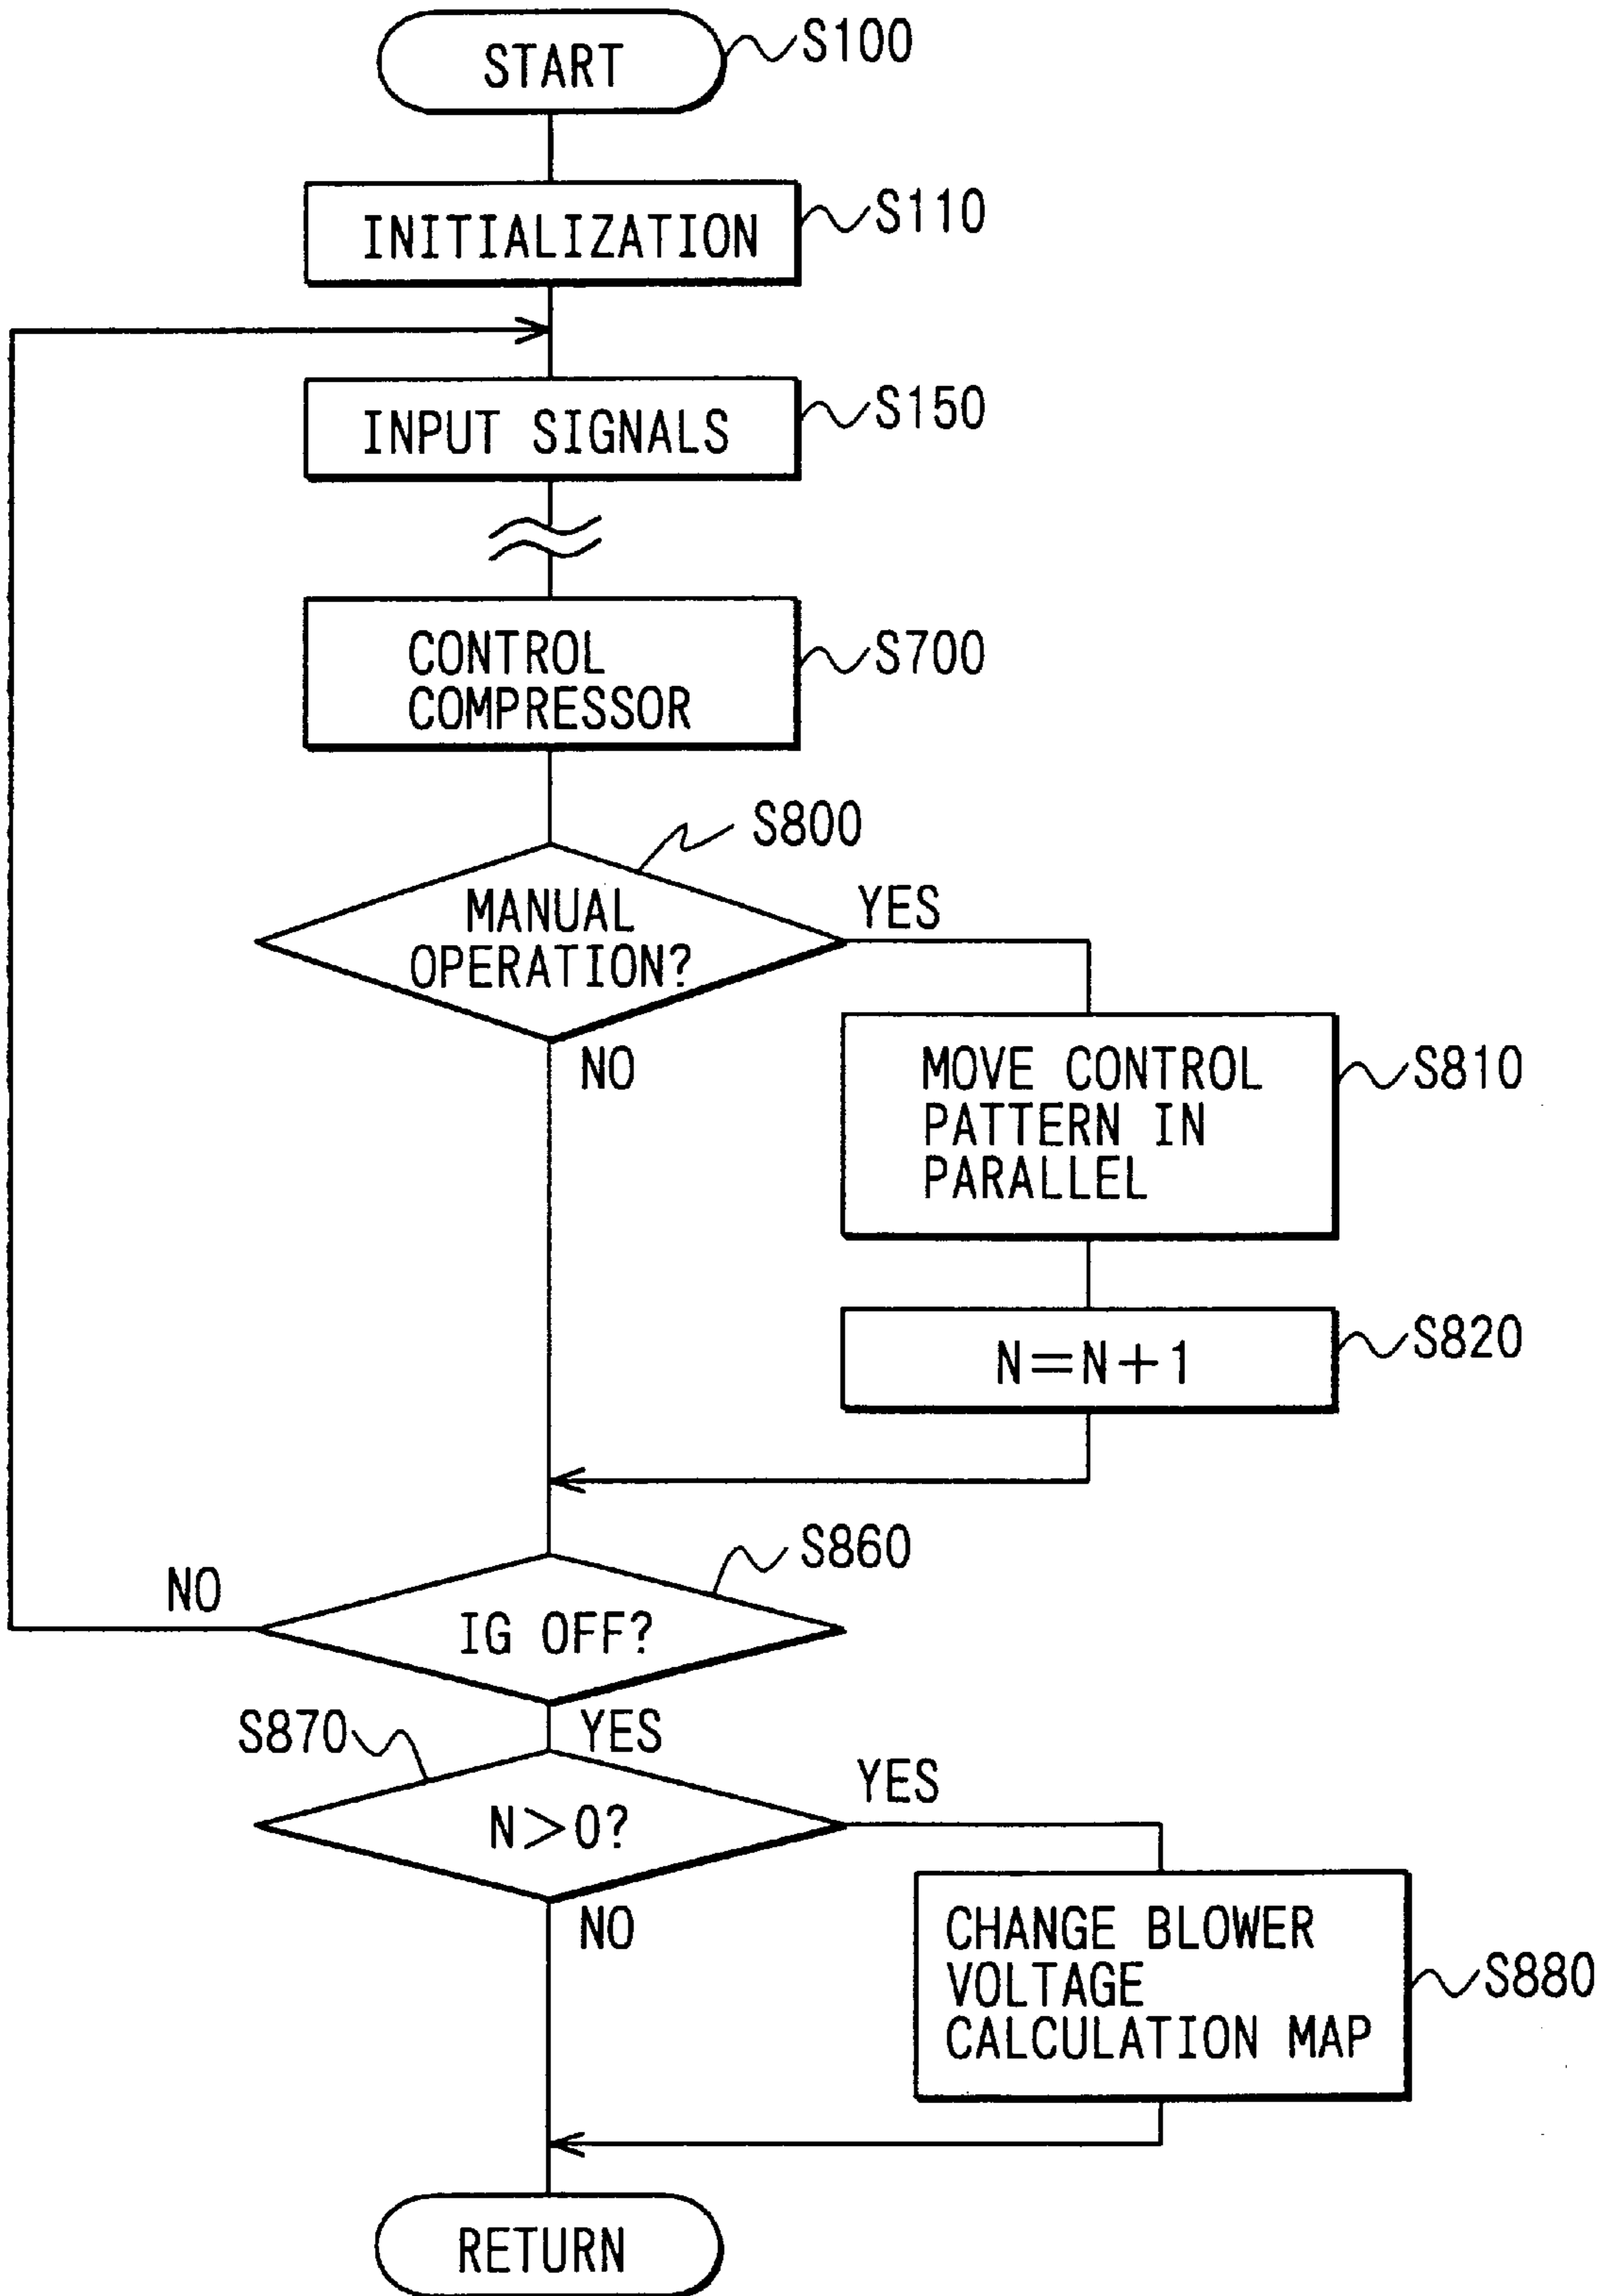 START
S100
INITIALIZATION
S110
INPUT SIGNALS
S150
CONTROL
COMPRESSOR
S700
S800
MANUAL
OPERATION?
YES
NO
MOVE CONTROL
PATTERN IN
PARALLEL
S810
N=N+1
S820
S860
NO
IG OFF?
YES
S870
N>0?
YES
NO
CHANGE BLOWER
VOLTAGE
CALCULATION MAP
S880
RETURN